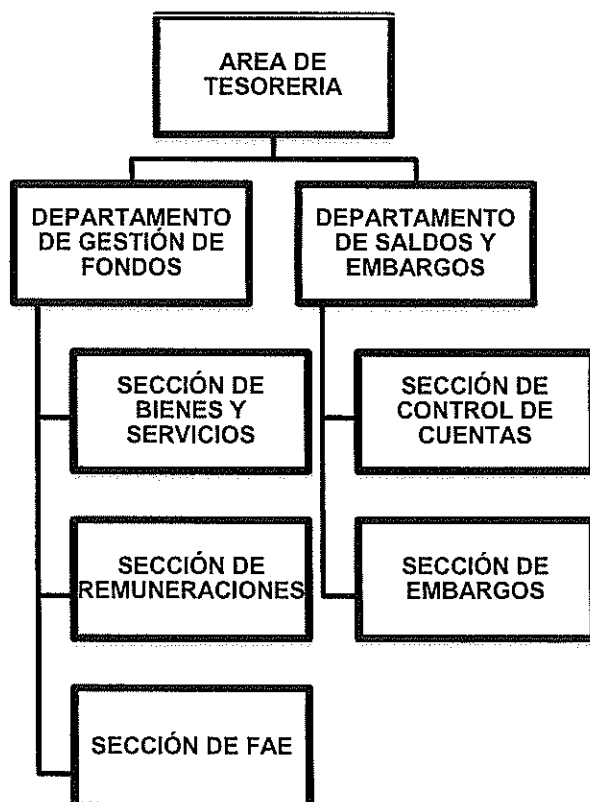 AREA DE
TESORERIA
DEPARTAMENTO
DE GESTIÓN DE
FONDOS
DEPARTAMENTO
DE SALDOS Y
EMBARGOS
SECCIÓN DE
BIENES Y
SERVICIOS
SECCIÓN DE
CONTROL DE
CUENTAS
SECCIÓN DE
REMUNERACIONES
SECCIÓN DE
EMBARGOS
SECCIÓN DE FAE